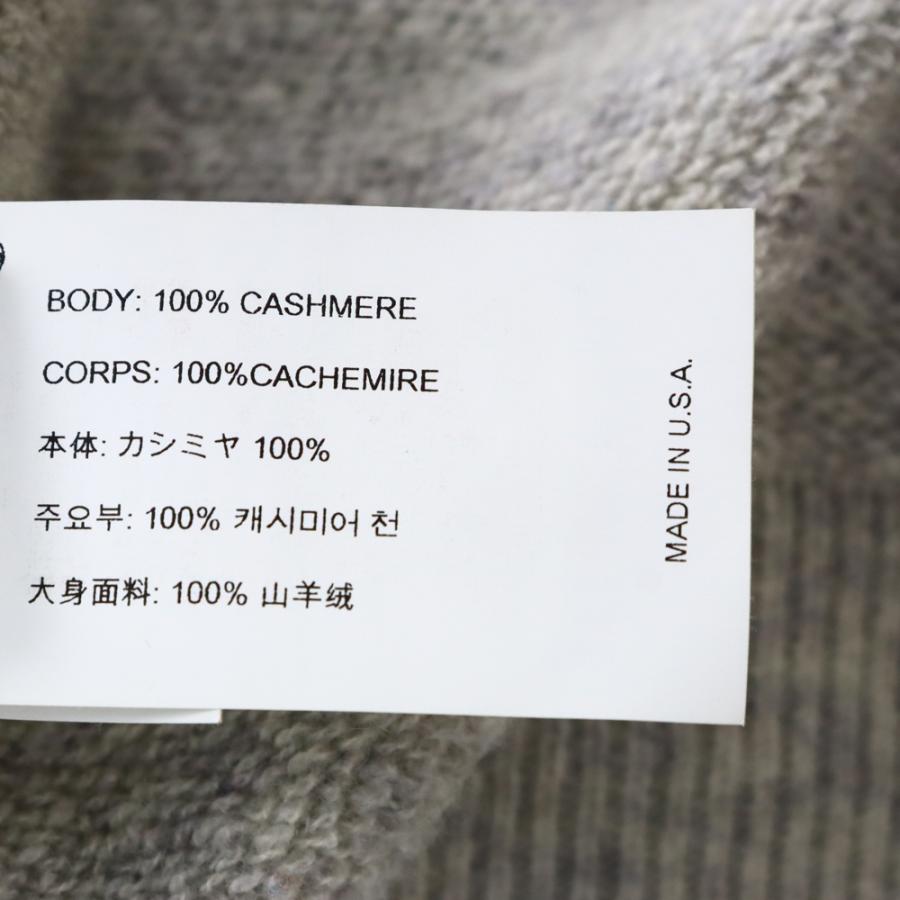 BODY: 100% CASHMERE
CORPS: 100%CACHEMIRE
本体: カシミヤ 100%
주요부: 100% 캐시미어 천
大身面料: 100% 山羊绒
MADE IN U.S.A.